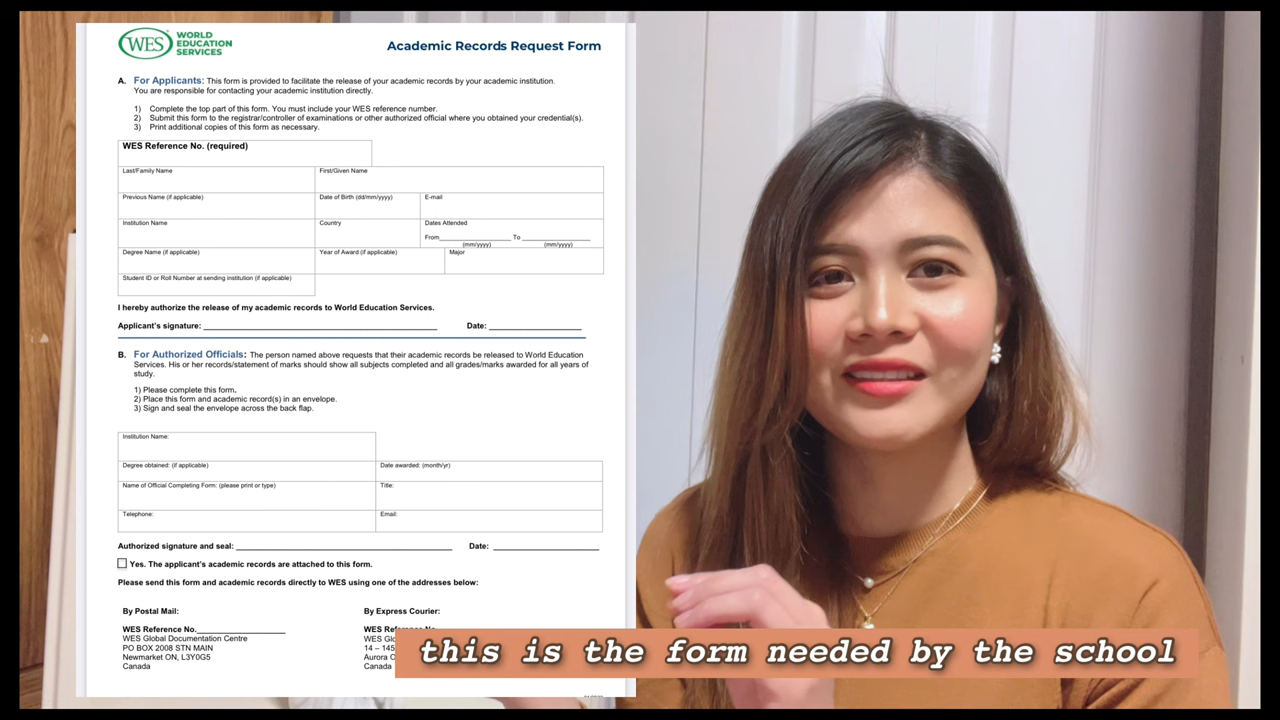 WES
WORLD
EDUCATION
SERVICES
Academic Records Request Form
A. For Applicants: This form is provided to facilitate the release of your academic records by your academic institution.
You are responsible for contacting your academic institution directly.
1) Complete the top part of this form. You must include your WES reference number.
2) Submit this form to the registrar/controller of examinations or other authorized official where you obtained your credential(s).
3) Print additional copies of this form as necessary.
WES Reference No. (required)
Last/Family Name First/Given Name
Previous Name (if applicable) Date of Birth (dd/mm/yyyy) E-mail
Institution Name Country Dates Attended
From____________ To ____________
(mm/yyyy) (mm/yyyy)
Degree Name (if applicable) Year of Award (if applicable) Major
Student ID or Roll Number at sending institution (if applicable)
I hereby authorize the release of my academic records to World Education Services.
Applicant's signature: ____________ Date: ____________
B. For Authorized Officials: The person named above requests that their academic records be released to World Education
Services. His or her records/statement of marks should show all subjects completed and all grades/marks awarded for all years of
study.
1) Please complete this form.
2) Place this form and academic record(s) in an envelope.
3) Sign and seal the envelope across the back flap.
Institution Name:
Degree obtained: (if applicable) Date awarded: (month/yr)
Name of Official Completing Form: (please print or type) Title:
Telephone: Email:
Authorized signature and seal: ____________ Date: ____________
Yes. The applicant's academic records are attached to this form.
Please send this form and academic records directly to WES using one of the addresses below:
By Postal Mail: By Express Courier:
WES Reference No.____________ WES
WES Global Documentation Centre WES
PO BOX 2008 STN MAIN 14 – 145
Newmarket ON, L3Y0G5 Aurora
Canada Canada
this is the form needed by the school